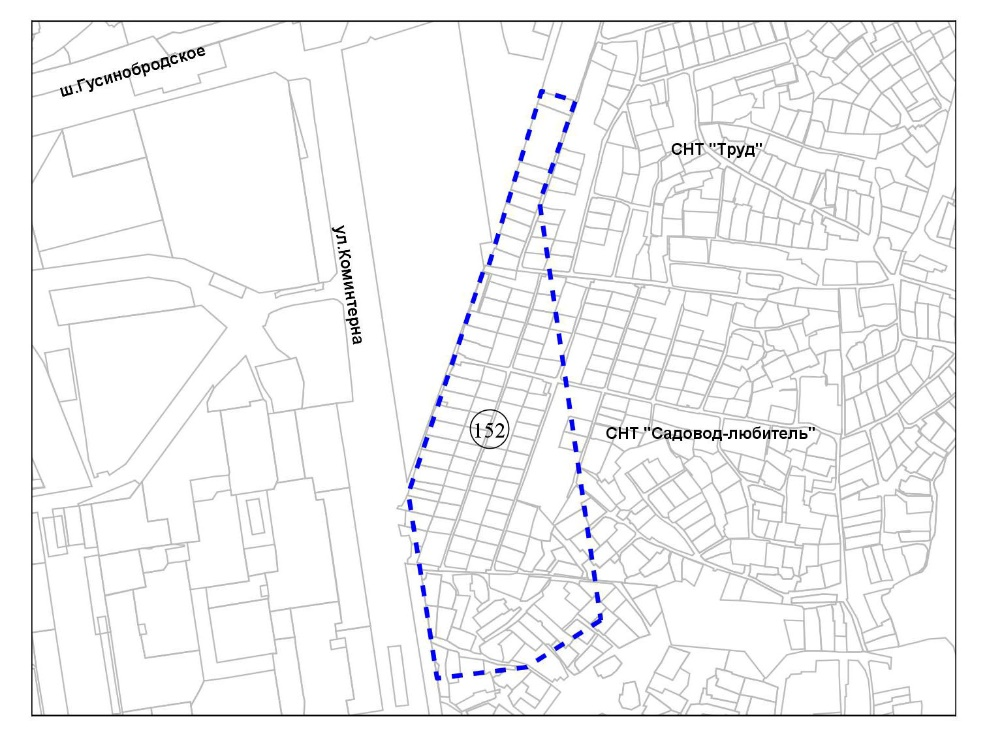 ш.Гусинобродское
СНТ "Труд"
ул.Коминтерна
152
СНТ "Садовод-любитель"